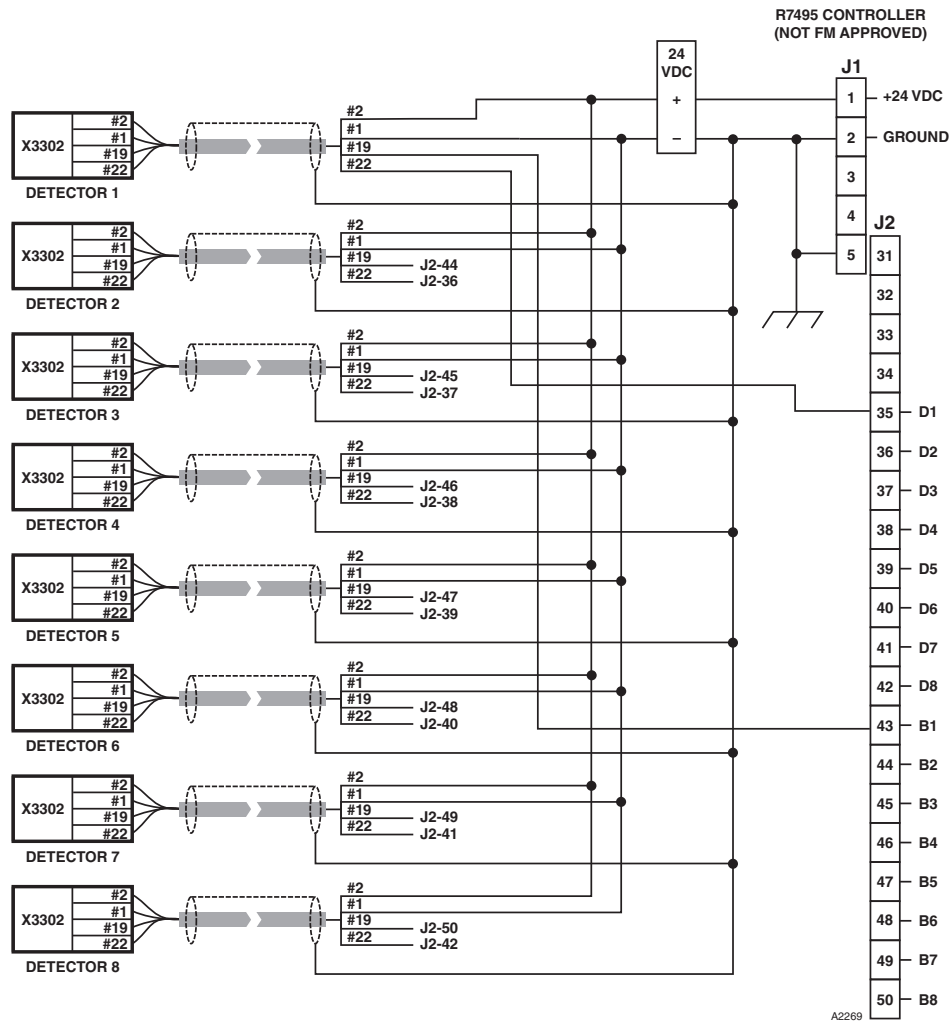 R7495 CONTROLLER
(NOT FM APPROVED)
24
VDC
+
–
J1
1
+24 VDC
2
GROUND
3
4
5
J2
31
32
33
34
35
D1
36
D2
37
D3
38
D4
39
D5
40
D6
41
D7
42
D8
43
B1
44
B2
45
B3
46
B4
47
B5
48
B6
49
B7
50
B8
X3302
#2
#1
#19
#22
DETECTOR 1
#2
#1
#19
#22
X3302
#2
#1
#19
#22
DETECTOR 2
#2
#1
#19
J2-44
#22
J2-36
X3302
#2
#1
#19
#22
DETECTOR 3
#2
#1
#19
J2-45
#22
J2-37
X3302
#2
#1
#19
#22
DETECTOR 4
#2
#1
#19
J2-46
#22
J2-38
X3302
#2
#1
#19
#22
DETECTOR 5
#2
#1
#19
J2-47
#22
J2-39
X3302
#2
#1
#19
#22
DETECTOR 6
#2
#1
#19
J2-48
#22
J2-40
X3302
#2
#1
#19
#22
DETECTOR 7
#2
#1
#19
J2-49
#22
J2-41
X3302
#2
#1
#19
#22
DETECTOR 8
#2
#1
#19
J2-50
#22
J2-42
A2269